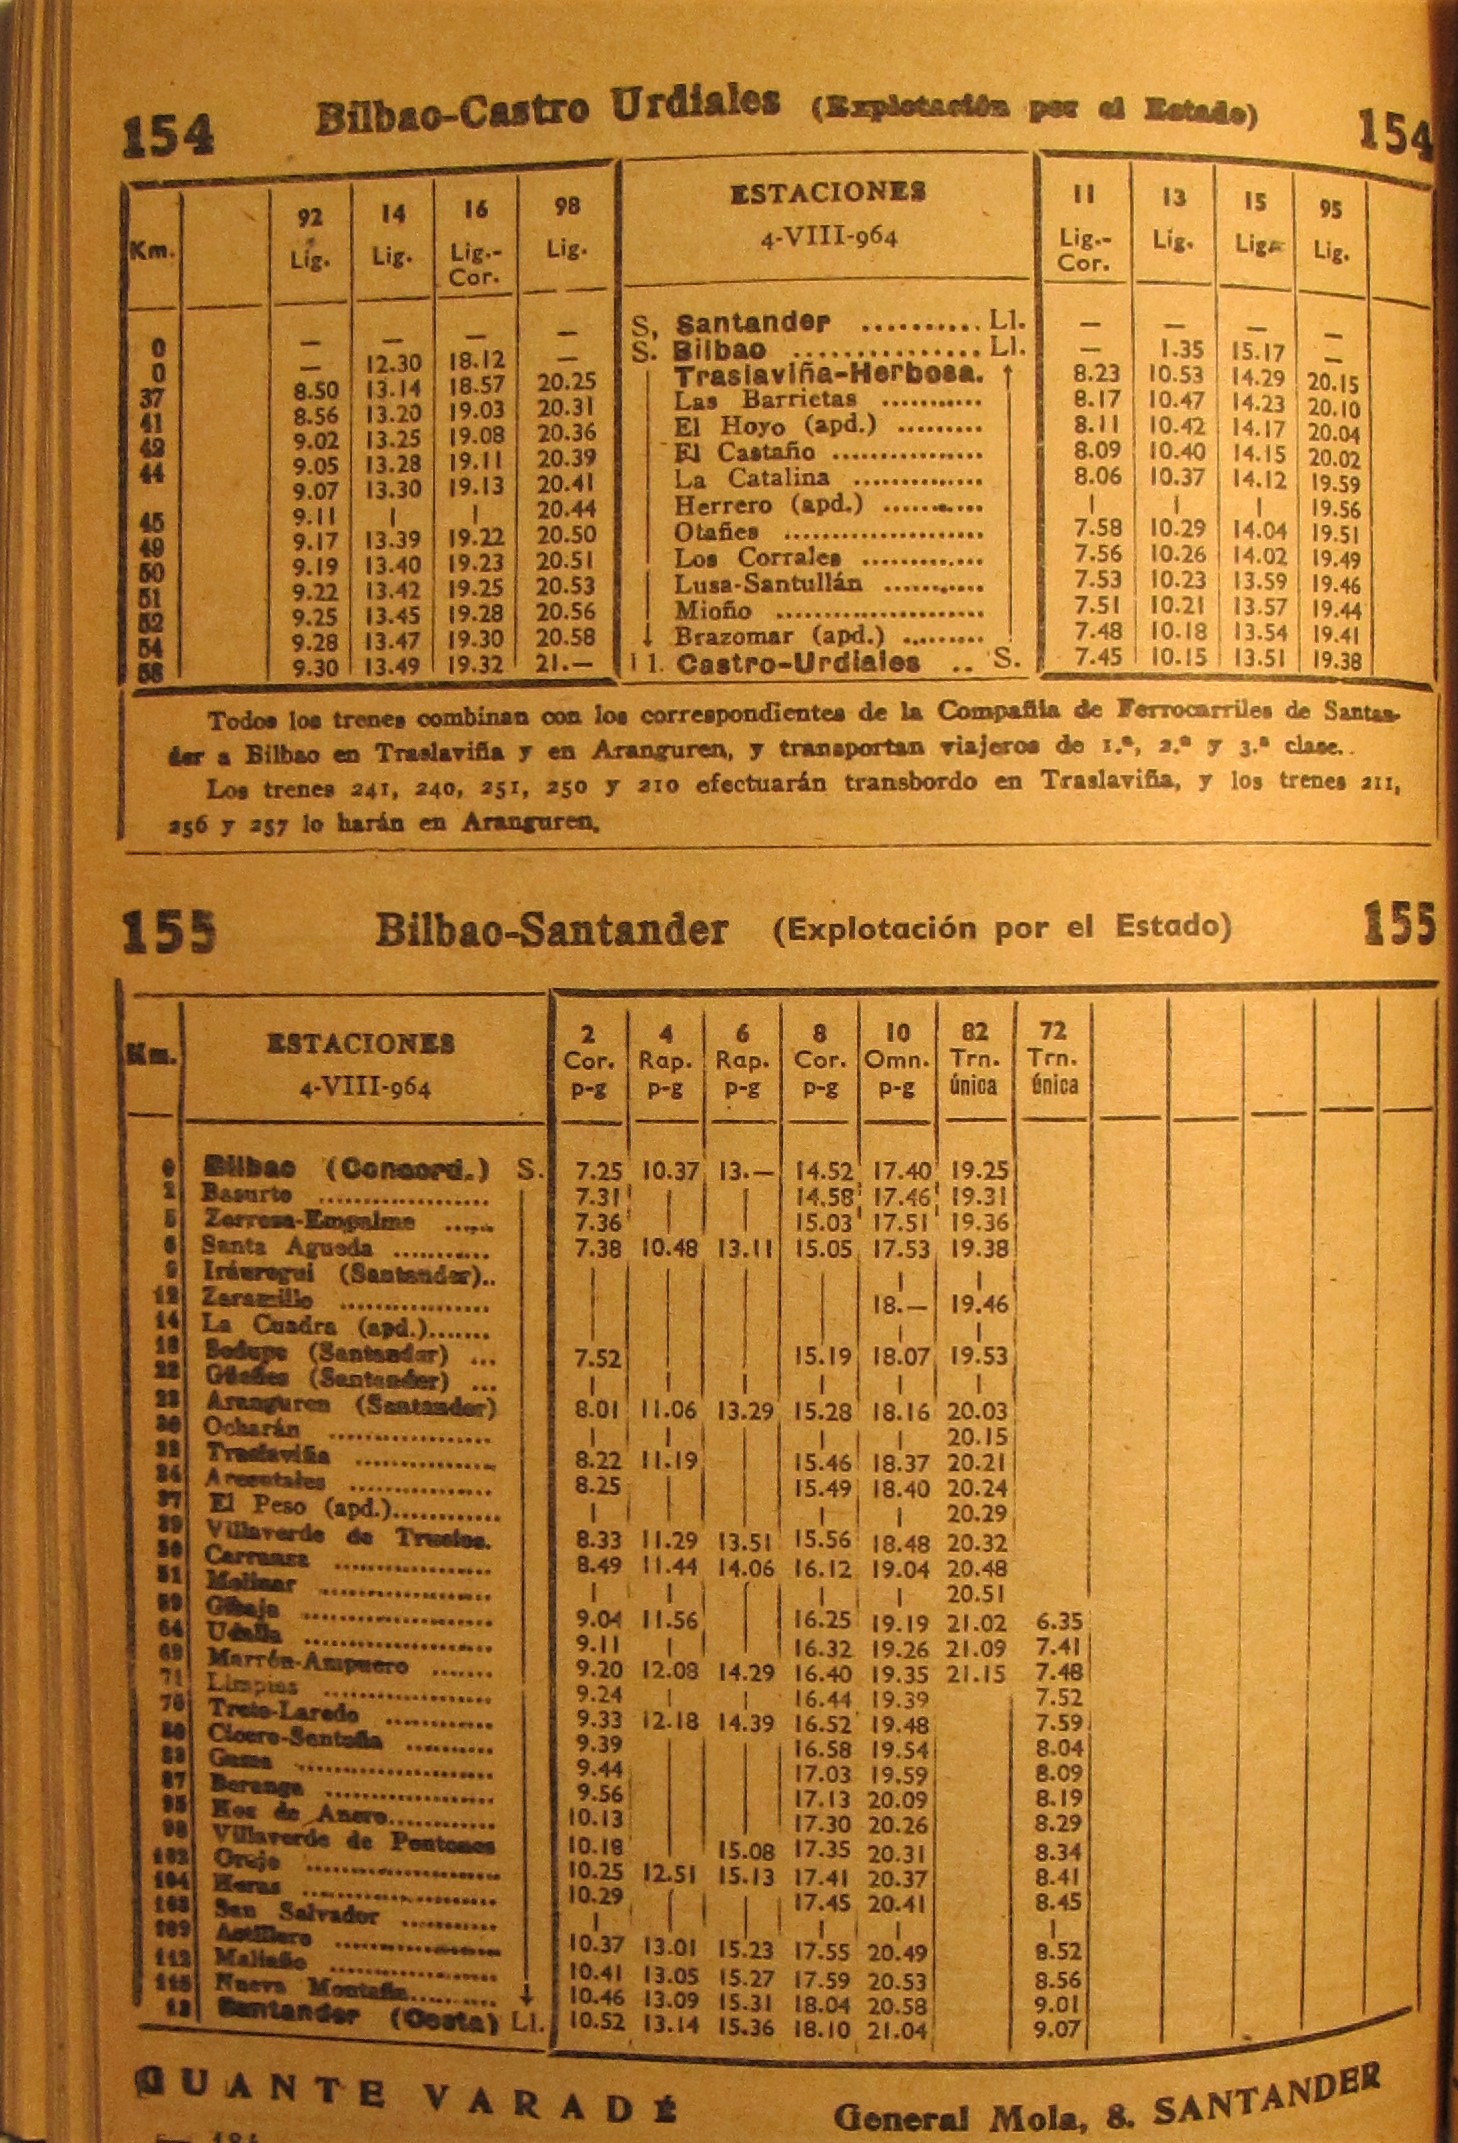 154 Bilbao-Castro Urdiales (Explotación por el Estado) 154
Km. 92 14 16 98 ESTACIONES 11 13 15 95
Lig. Lig. Lig.- Cor. Lig. 4-VIII-964 Lig.- Cor. Lig. Lig. Lig.
0 — — — — S, Santander .......... Ll. — — — —
0 — 12.30 18.12 — S. Bilbao ............... Ll. — 1.35 15.17 —
37 8.50 13.14 18.57 20.25 Traslaviña-Herbosa. ↑ 8.23 10.53 14.29 20.15
41 8.56 13.20 19.03 20.31 Las Barrietas ........... 8.17 10.47 14.23 20.10
42 9.02 13.25 19.08 20.36 El Hoyo (apd.) ......... 8.11 10.42 14.17 20.04
44 9.05 13.28 19.11 20.39 El Castaño ............... 8.09 10.40 14.15 20.02
9.07 13.30 19.13 20.41 La Catalina ............. 8.06 10.37 14.12 19.59
45 9.11 | | 20.44 Herrero (apd.) .......... | | | 19.56
49 9.17 13.39 19.22 20.50 Otañes .................... 7.58 10.29 14.04 19.51
50 9.19 13.40 19.23 20.51 Los Corrales ............ 7.56 10.26 14.02 19.49
51 9.22 13.42 19.25 20.53 Lusa-Santullán .......... 7.53 10.23 13.59 19.46
52 9.25 13.45 19.28 20.56 Mioño ..................... 7.51 10.21 13.57 19.44
54 9.28 13.47 19.30 20.58 ↓ Brazomar (apd.) ......... 7.48 10.18 13.54 19.41
9.30 13.49 19.32 21.— Castro-Urdiales .. S. 7.45 10.15 13.51 19.38
Todos los trenes combinan con los correspondientes de la Compañía de Ferrocarriles de Santan-
der a Bilbao en Traslaviña y en Aranguren, y transportan viajeros de 1.ª, 2.ª y 3.ª clase..
Los trenes 241, 240, 251, 250 y 210 efectuarán transbordo en Traslaviña, y los trenes 211,
256 y 257 lo harán en Aranguren.
155 Bilbao-Santander (Explotación por el Estado) 155
Km. ESTACIONES 2 4 6 8 10 82 72
Cor. Rap. Rap. Cor. Omn. Trn. Trn.
4-VIII-964 p-g p-g p-g p-g p-g única única
0 Bilbao (Concord.) S. 7.25 10.37 13.— 14.52 17.40 19.25
2 Basurto ................... 7.31 | | 14.58 17.46 19.31
5 Zorroza-Empalme ...... 7.36 | | 15.03 17.51 19.36
6 Santa Agueda ........... 7.38 10.48 13.11 15.05 17.53 19.38
9 Iráuregui (Santander).. | | | | | |
12 Zaramillo ................. | | | | 18.— 19.46
14 La Cuadra (apd.)....... | | | | | |
18 Sodupe (Santander) ... 7.52 | | 15.19 18.07 19.53
22 Güeñes (Santander) ... | | | | | |
23 Aranguren (Santander) 8.01 11.06 13.29 15.28 18.16 20.03
30 Ocharán .................. | | | | | 20.15
32 Traslaviña ............... 8.22 11.19 | 15.46 18.37 20.21
34 Arcentales ............... 8.25 | | 15.49 18.40 20.24
37 El Peso (apd.)............ | | | | | 20.29
39 Villaverde de Trucios. 8.33 11.29 13.51 15.56 18.48 20.32
50 Carranza ................. 8.49 11.44 14.06 16.12 19.04 20.48
51 Molinar ................... | | | | | 20.51
59 Gibaja .................... 9.04 11.56 | 16.25 19.19 21.02 6.35
64 Udalla .................... 9.11 | | 16.32 19.26 21.09 7.41
69 Marrón-Ampuero ....... 9.20 12.08 14.29 16.40 19.35 21.15 7.48
71 Limpias .................. 9.24 | | 16.44 19.39 7.52
76 Treto-Laredo ............ 9.33 12.18 14.39 16.52 19.48 7.59
80 Cicero-Santoña .......... 9.39 | | 16.58 19.54 8.04
83 Gama ..................... 9.44 | | 17.03 19.59 8.09
87 Beranga .................. 9.56 | | 17.13 20.09 8.19
95 Hoz de Anero............ 10.13 | | 17.30 20.26 8.29
98 Villaverde de Pontones 10.18 | 15.08 17.35 20.31 8.34
102 Orejo ..................... 10.25 12.51 15.13 17.41 20.37 8.41
104 Heras ..................... 10.29 | | 17.45 20.41 8.45
San Salvador ........... | | | | | |
109 Astillero ................. 10.37 13.01 15.23 17.55 20.49 8.52
112 Maliaño .................. 10.41 13.05 15.27 17.59 20.53 8.56
Nueva Montaña.......... ↓ 10.46 13.09 15.31 18.04 20.58 9.01
Santander (Costa) Ll. 10.52 13.14 15.36 18.10 21.04 9.07
GUANTE VARADÉ General Mola, 8. SANTANDER